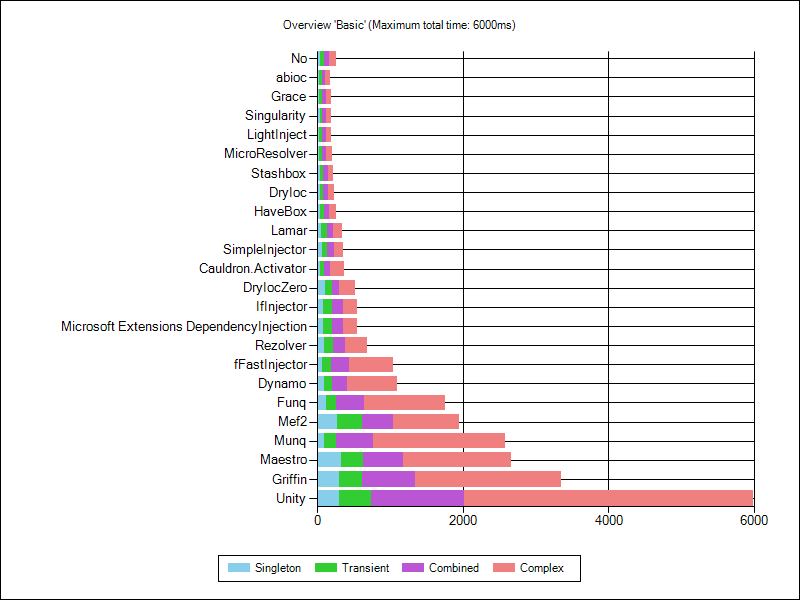 Overview 'Basic' (Maximum total time: 6000ms)
No
abioc
Grace
Singularity
LightInject
MicroResolver
Stashbox
DryIoc
HaveBox
Lamar
SimpleInjector
Cauldron.Activator
DryIocZero
IfInjector
Microsoft Extensions DependencyInjection
Rezolver
fFastInjector
Dynamo
Funq
Mef2
Munq
Maestro
Griffin
Unity
0 2000 4000 6000
Singleton Transient Combined Complex